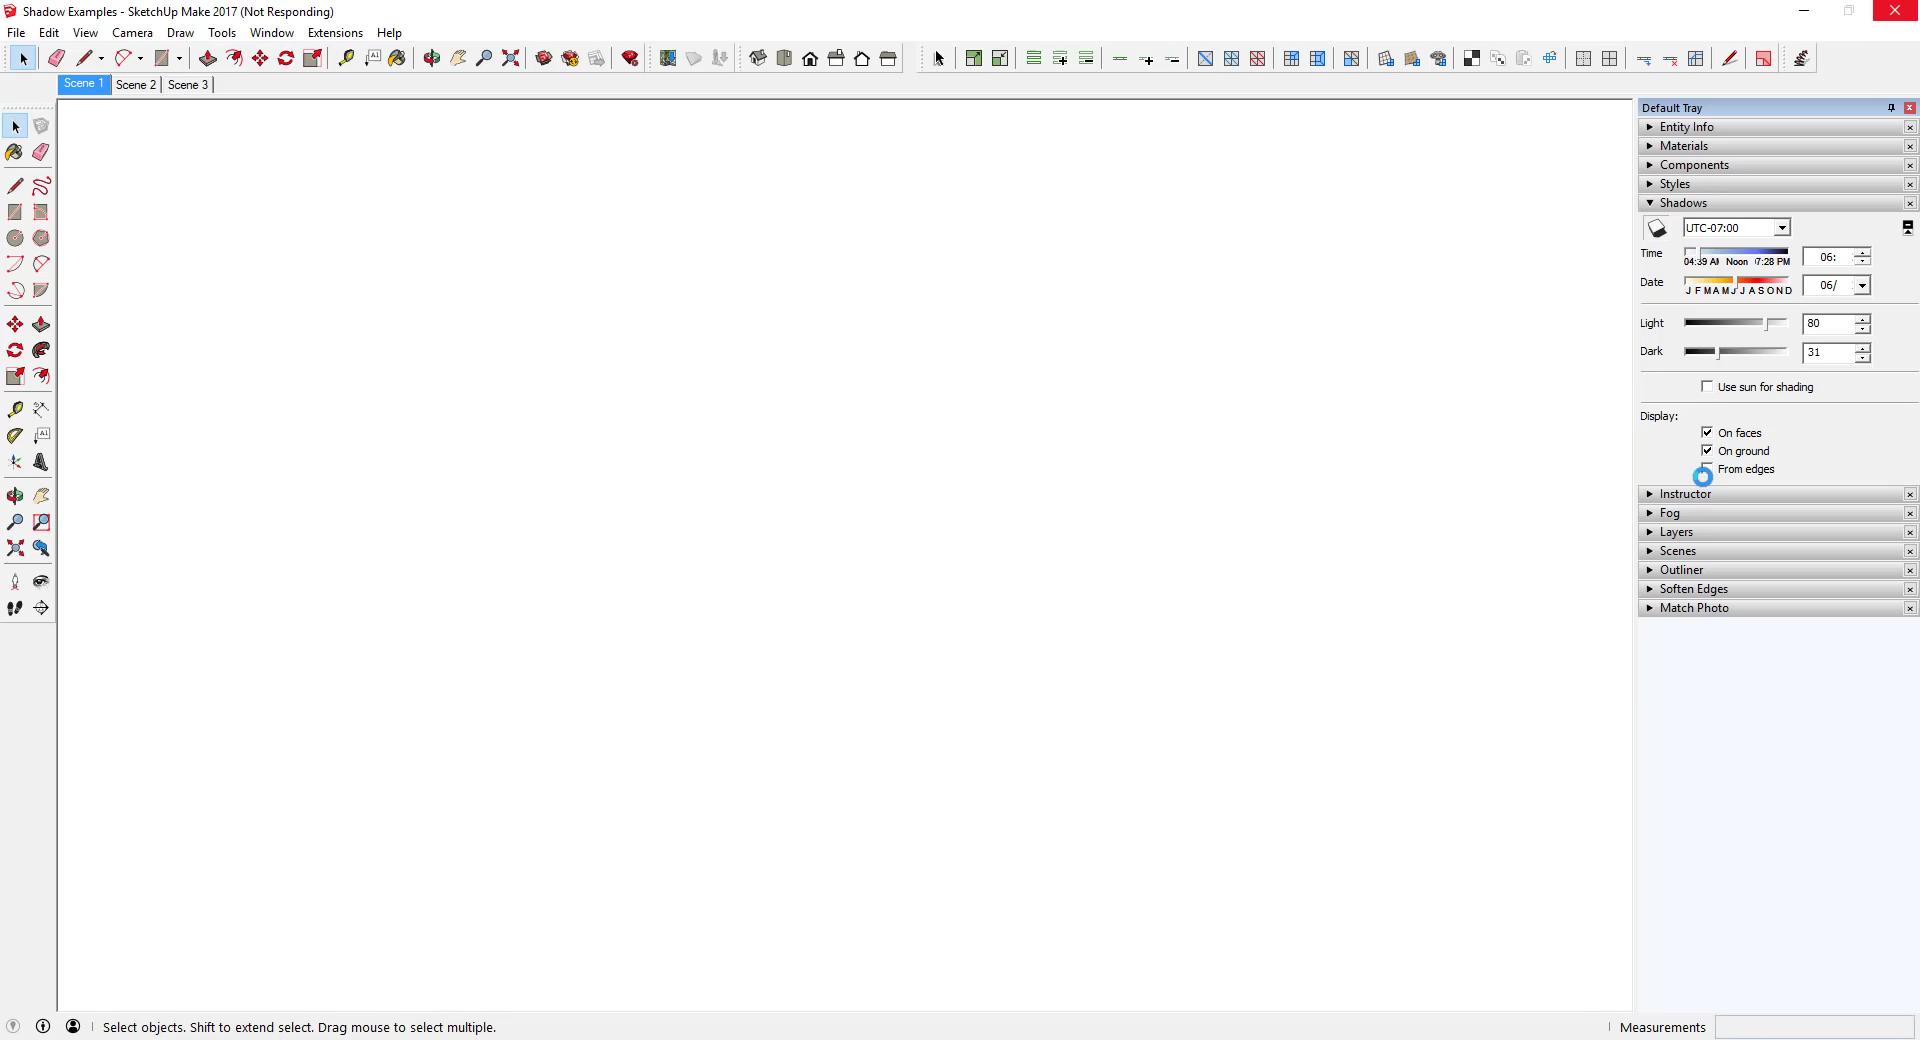 Shadow Examples - SketchUp Make 2017 (Not Responding)
File Edit View Camera Draw Tools Window Extensions Help
Scene 1 Scene 2 Scene 3
Default Tray
Entity Info
Materials
Components
Styles
Shadows
UTC-07:00
Time 06:
04:39 AM Noon 07:28 PM
Date 06/
J F M A M J J A S O N D
Light 80
Dark 31
Use sun for shading
Display:
On faces
On ground
From edges
Instructor
Fog
Layers
Scenes
Outliner
Soften Edges
Match Photo
Select objects. Shift to extend select. Drag mouse to select multiple. Measurements